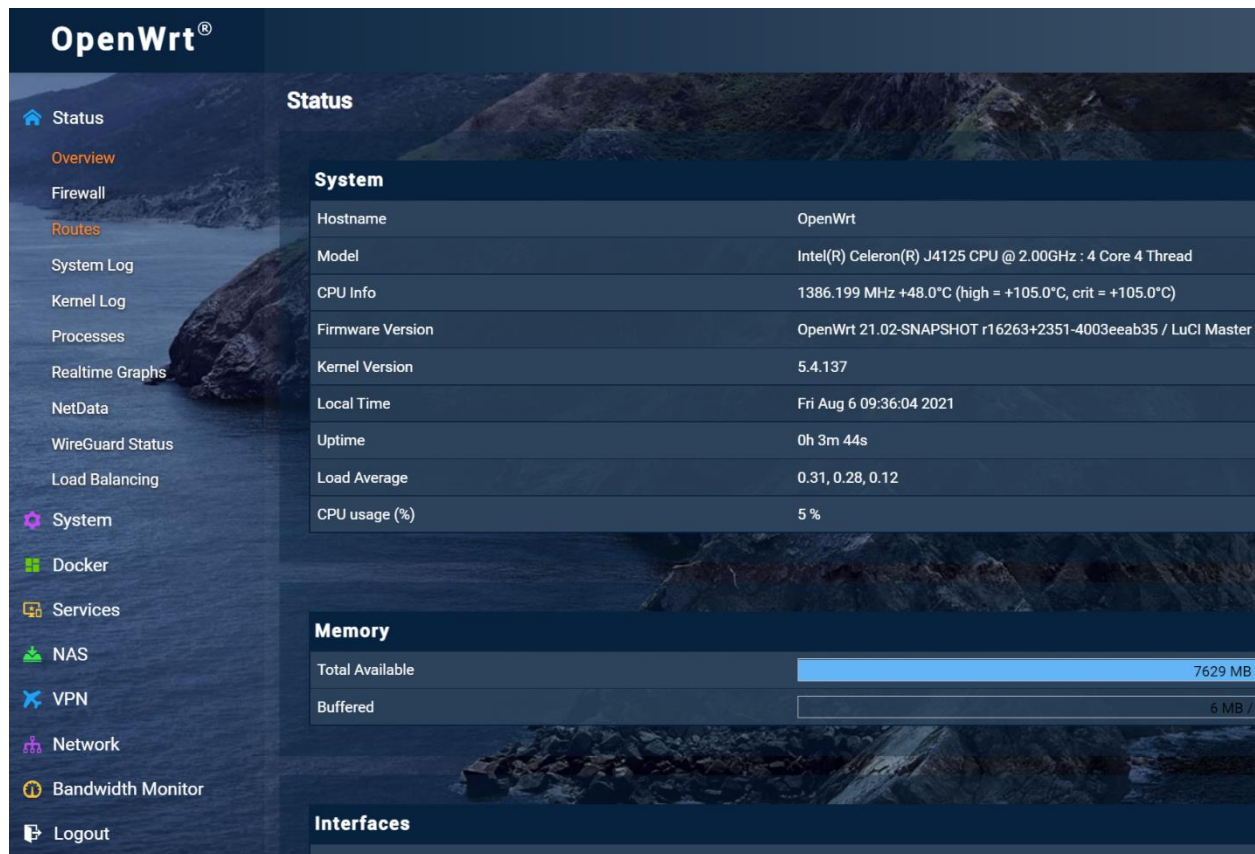 OpenWrt®
Status
Overview
Firewall
Routes
System Log
Kernel Log
Processes
Realtime Graphs
NetData
WireGuard Status
Load Balancing
System
Docker
Services
NAS
VPN
Network
Bandwidth Monitor
Logout
Status
System
Hostname OpenWrt
Model Intel(R) Celeron(R) J4125 CPU @ 2.00GHz : 4 Core 4 Thread
CPU Info 1386.199 MHz +48.0°C (high = +105.0°C, crit = +105.0°C)
Firmware Version OpenWrt 21.02-SNAPSHOT r16263+2351-4003eeab35 / LuCI Master
Kernel Version 5.4.137
Local Time Fri Aug 6 09:36:04 2021
Uptime 0h 3m 44s
Load Average 0.31, 0.28, 0.12
CPU usage (%) 5 %
Memory
Total Available 7629 MB
Buffered 6 MB /
Interfaces